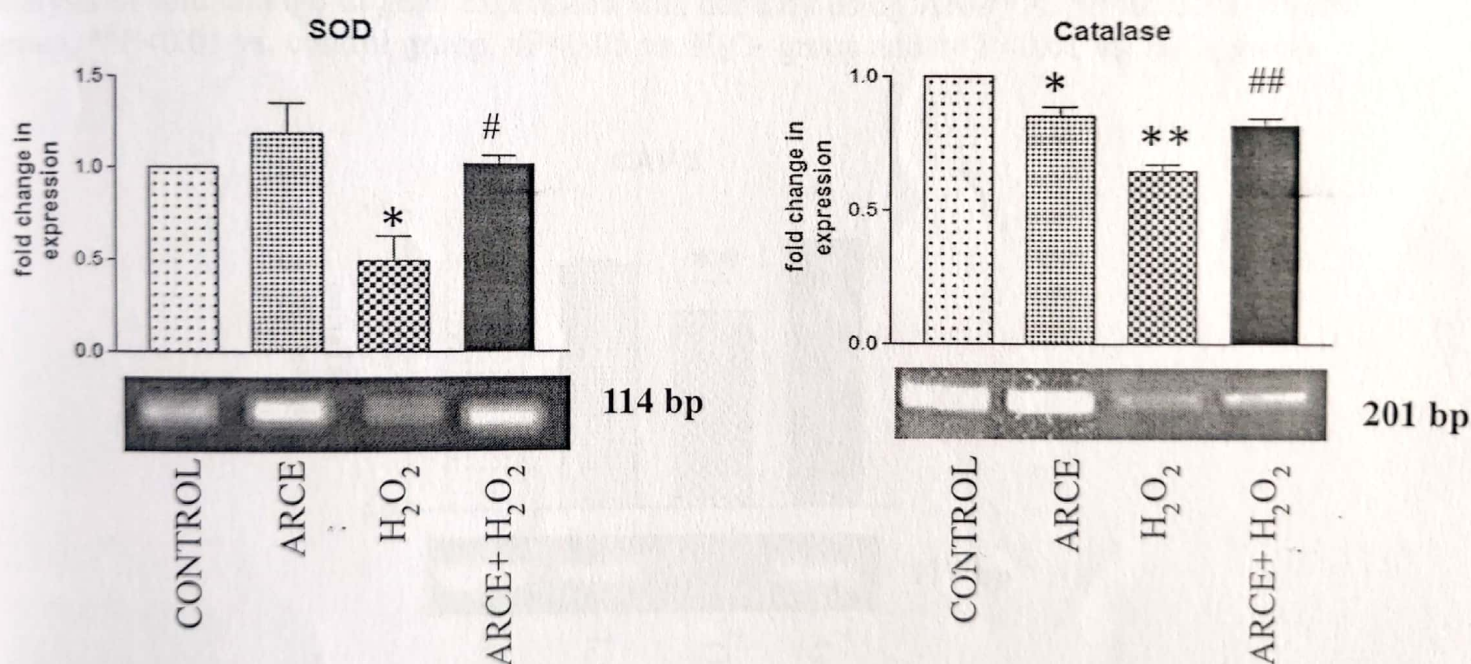 SOD
1.5
1.0
0.5
0.0
fold change in
expression
*
#
114 bp
CONTROL
ARCE
H₂O₂
ARCE+ H₂O₂
Catalase
1.0
0.5
0.0
fold change in
expression
*
**
##
201 bp
CONTROL
ARCE
H₂O₂
ARCE+ H₂O₂